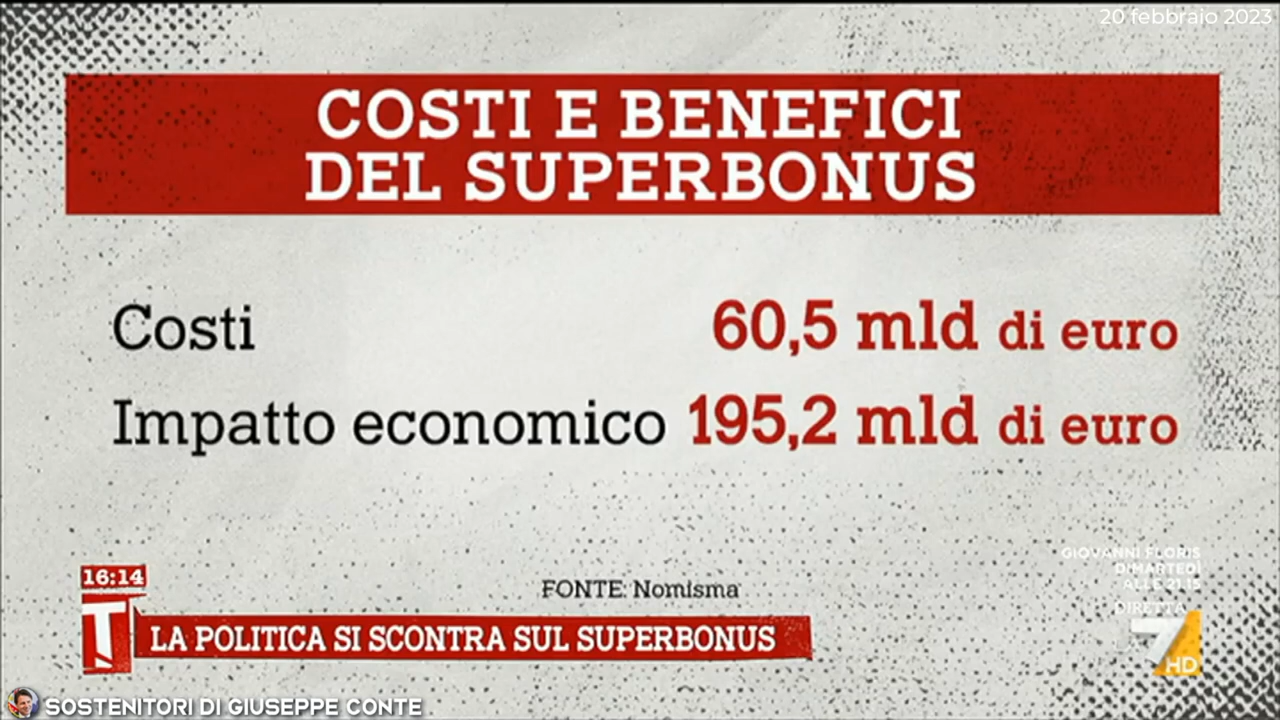 20 febbraio 2023
COSTI E BENEFICI
DEL SUPERBONUS
Costi 60,5 mld di euro
Impatto economico 195,2 mld di euro
16:14
FONTE: Nomisma
T
LA POLITICA SI SCONTRA SUL SUPERBONUS
GIOVANNI FLORIS
DIMARTEDÌ
ALLE 21.15
DIRETTA
7
HD
SOSTENITORI DI GIUSEPPE CONTE